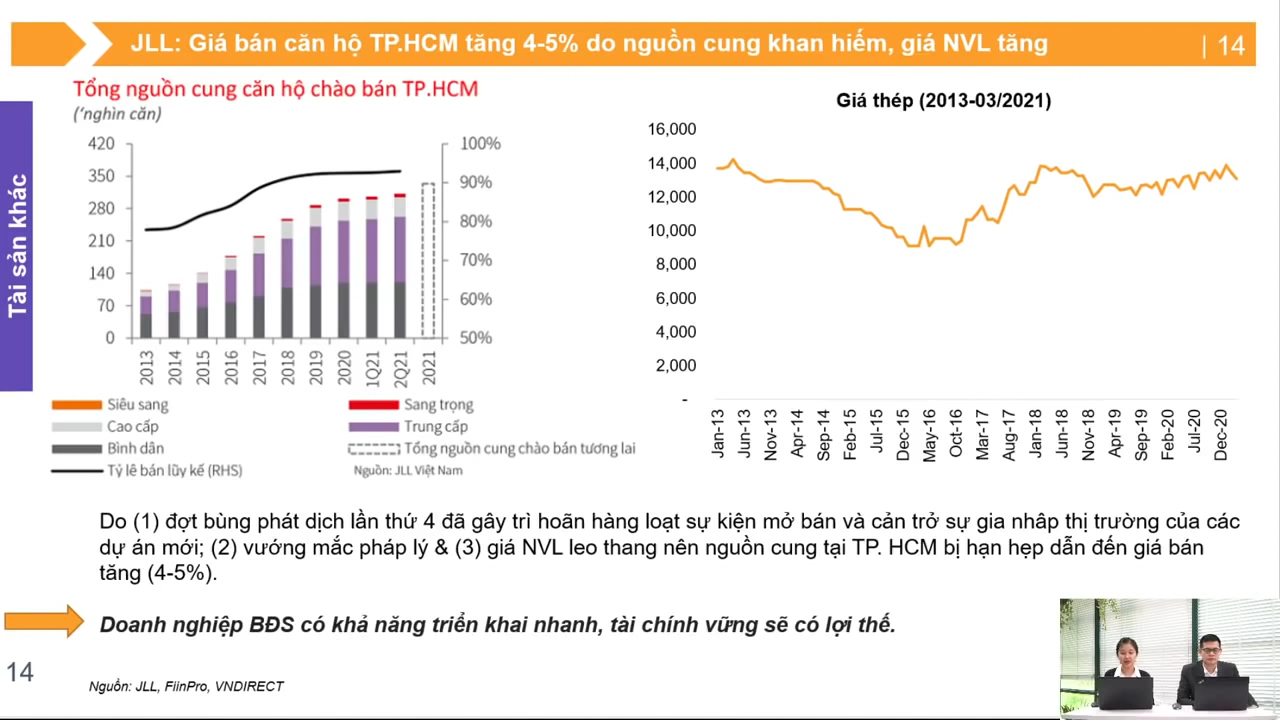 JLL: Giá bán căn hộ TP.HCM tăng 4-5% do nguồn cung khan hiếm, giá NVL tăng
| 14
Tài sản khác
Tổng nguồn cung căn hộ chào bán TP.HCM
('nghìn căn)
420
350
280
210
140
70
0
100%
90%
80%
70%
60%
50%
2013
2014
2015
2016
2017
2018
2019
2020
1Q21
2Q21
2021
Siêu sang
Sang trọng
Cao cấp
Trung cấp
Bình dân
Tổng nguồn cung chào bán tương lai
Tỷ lệ bán lũy kế (RHS)
Nguồn: JLL Việt Nam
Giá thép (2013-03/2021)
16,000
14,000
12,000
10,000
8,000
6,000
4,000
2,000
-
Jan-13
Jun-13
Nov-13
Apr-14
Sep-14
Feb-15
Jul-15
Dec-15
May-16
Oct-16
Mar-17
Aug-17
Jan-18
Jun-18
Nov-18
Apr-19
Sep-19
Feb-20
Jul-20
Dec-20
Do (1) đợt bùng phát dịch lần thứ 4 đã gây trì hoãn hàng loạt sự kiện mở bán và cản trở sự gia nhâp thị trường của các
dự án mới; (2) vướng mắc pháp lý & (3) giá NVL leo thang nên nguồn cung tại TP. HCM bị hạn hẹp dẫn đến giá bán
tăng (4-5%).
Doanh nghiệp BĐS có khả năng triển khai nhanh, tài chính vững sẽ có lợi thế.
14
Nguồn: JLL, FiinPro, VNDIRECT